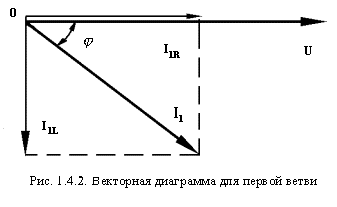 0
I1R
U
φ
I1
I1L
Рис. 1.4.2. Векторная диаграмма для первой ветви